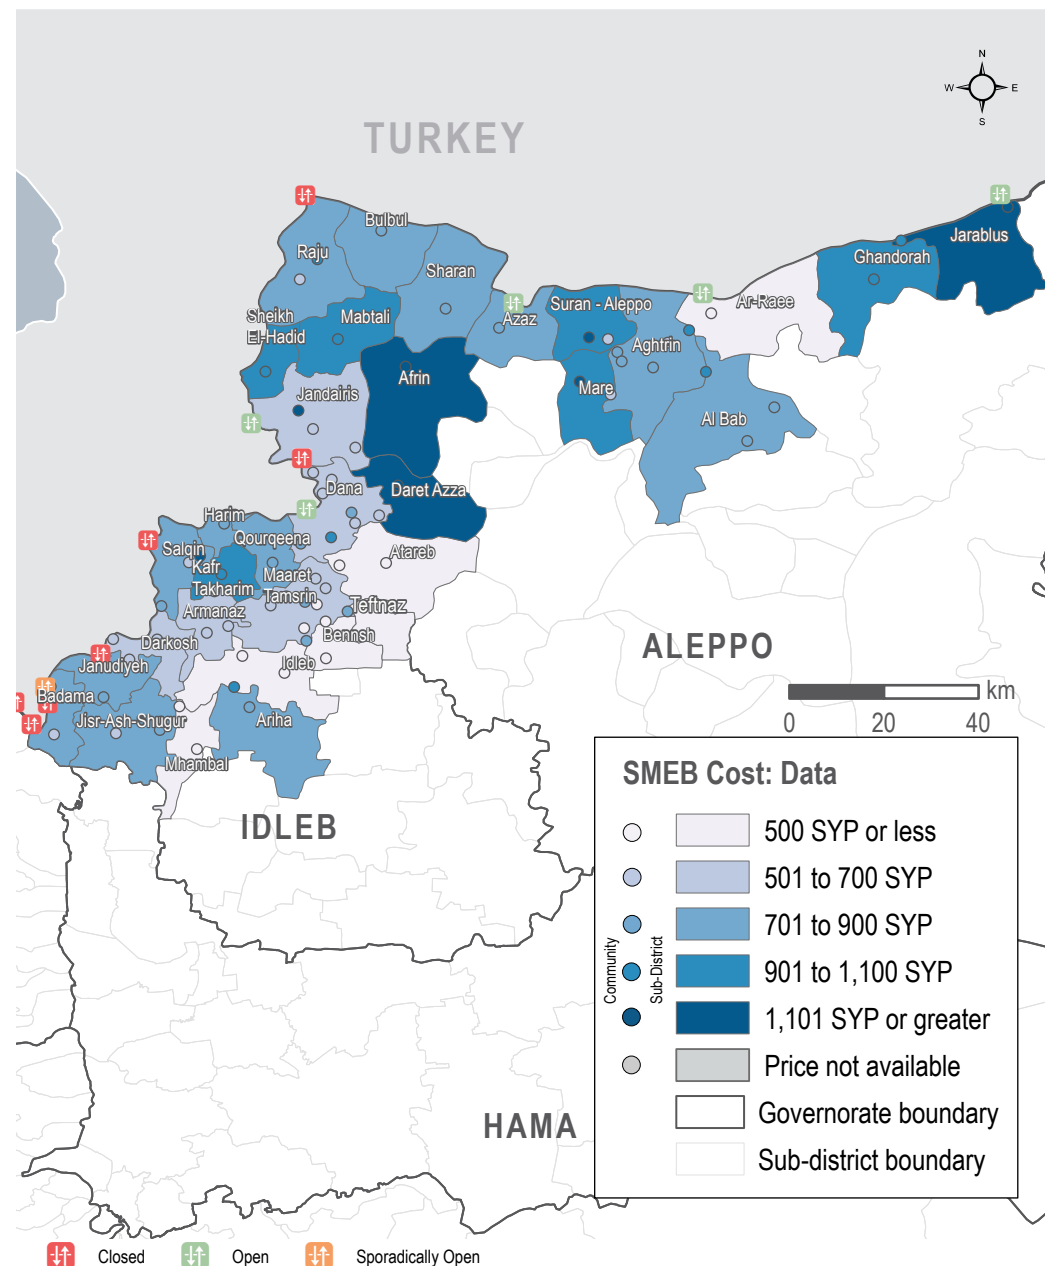 N
W E
S
TURKEY
Bulbul
Raju
Sharan
Jarablus
Ghandorah
Ar-Raee
Suran - Aleppo
Azaz
Aghtrin
Sheikh
El-Hadid
Mabtali
Afrin
Jandairis
Mare
Al Bab
Dana
Daret Azza
Harim
Qourqeena
Salqin
Kafr
Takharim
Maaret
Tamsrin
Atareb
Armanaz
Teftnaz
Bennsh
Darkosh
Janudiyeh
Idleb
Badama
Jisr-Ash-Shugur
Ariha
Mhambal
ALEPPO
km
0 20 40
IDLEB
HAMA
SMEB Cost: Data
Community
Sub-District
500 SYP or less
501 to 700 SYP
701 to 900 SYP
901 to 1,100 SYP
1,101 SYP or greater
Price not available
Governorate boundary
Sub-district boundary
Closed Open Sporadically Open